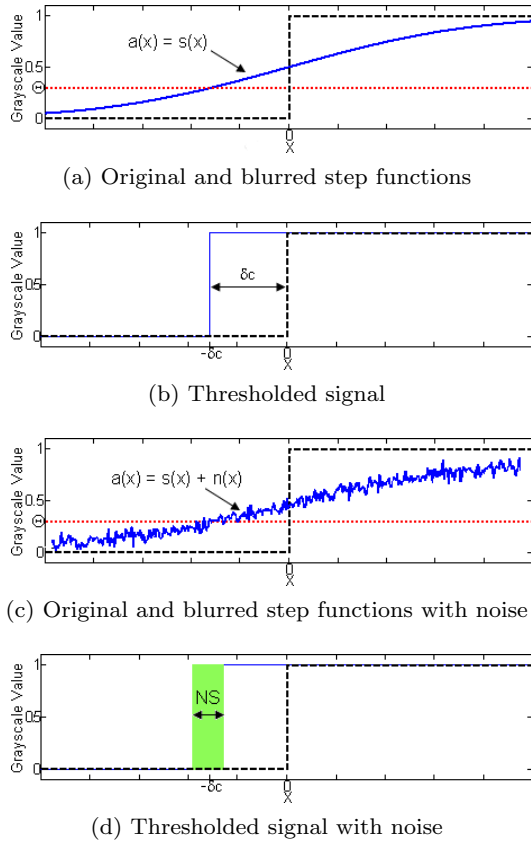 Grayscale Value
1
0.5
Θ
0
a(x) = s(x)
0
X
(a) Original and blurred step functions
Grayscale Value
1
0.5
0
δc
-δc
0
X
(b) Thresholded signal
Grayscale Value
1
0.5
Θ
0
a(x) = s(x) + n(x)
0
X
(c) Original and blurred step functions with noise
Grayscale Value
1
0.5
0
NS
-δc
0
X
(d) Thresholded signal with noise